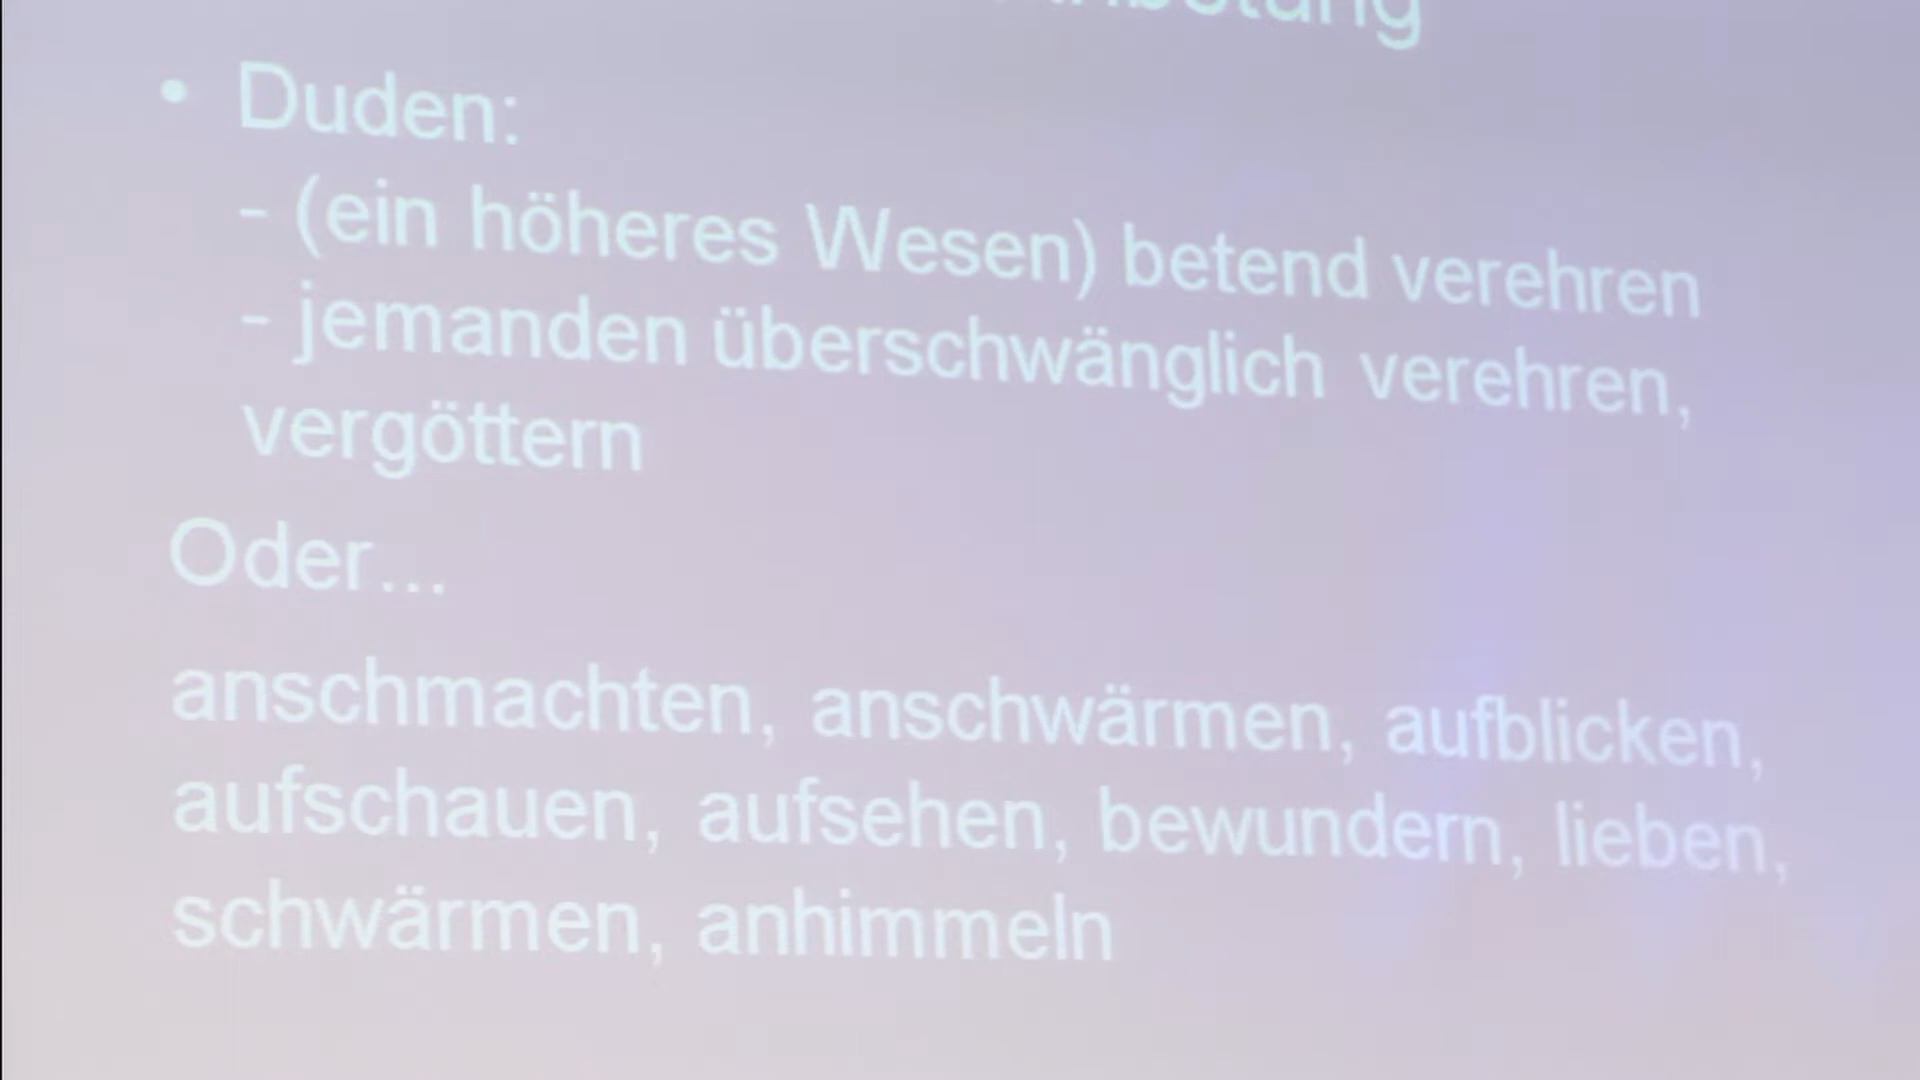 • Duden:
- (ein höheres Wesen) betend verehren
- jemanden überschwänglich verehren,
vergöttern
Oder...
anschmachten, anschwärmen, aufblicken,
aufschauen, aufsehen, bewundern, lieben,
schwärmen, anhimmeln